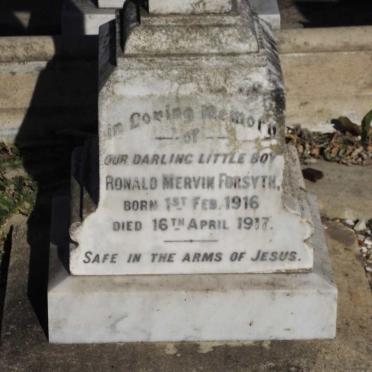 In Loving Memory
of
OUR DARLING LITTLE BOY
RONALD MERVIN FORSYTH,
BORN 1ST FEB. 1916
DIED 16TH APRIL 1917.
SAFE IN THE ARMS OF JESUS.